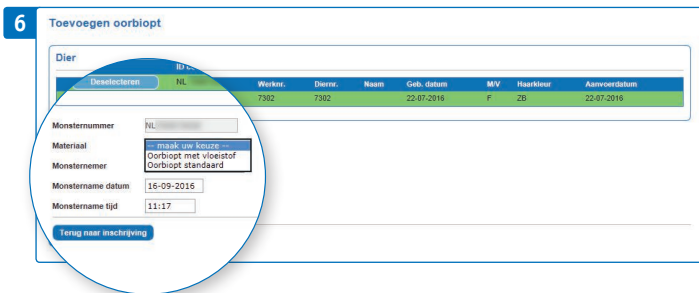 6
Toevoegen oorbiopt
Dier
Deselecteren NL
Werknr. Diernr. Naam Geb. datum M/V Haarkleur Aanvoerdatum
7302 7302 22-07-2016 F ZB 22-07-2016
Monsternummer NL
Materiaal -- maak uw keuze --
Oorbiopt met vloeistof
Monsternemer Oorbiopt standaard
Monstername datum 16-09-2016
Monstername tijd 11:17
Terug naar inschrijving